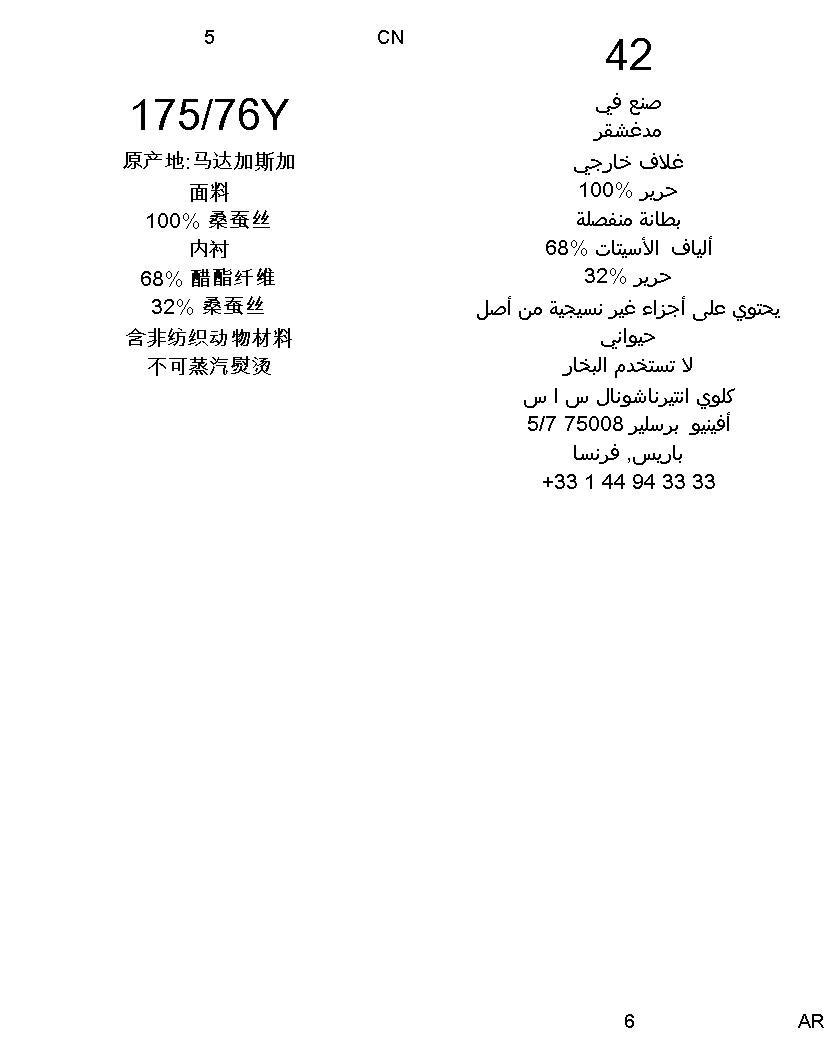 5
CN
175/76Y
原产地:马达加斯加
面料
100% 桑蚕丝
内衬
68% 醋酯纤维
32% 桑蚕丝
含非纺织动物材料
不可蒸汽熨烫
42
صنع في
مدغشقر
غلاف خارجي
حرير %100
بطانة منفصلة
ألياف الأسيتات %68
حرير %32
يحتوي على أجزاء غير نسيجية من أصل
حيواني
لا تستخدم البخار
كلوي انتيرناشونال س ا س
أفينيو برسلير 75008 5/7
باريس, فرنسا
+33 1 44 94 33 33
6
AR